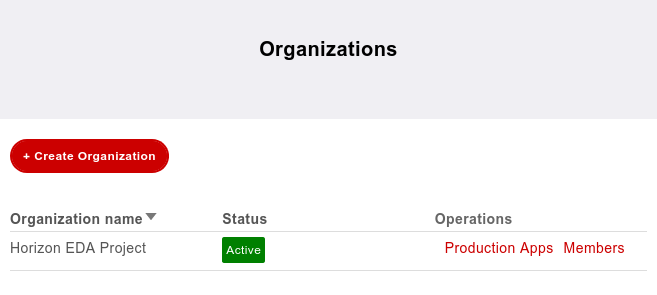 Organizations
+ Create Organization
Organization name Status Operations
Horizon EDA Project Active Production Apps Members